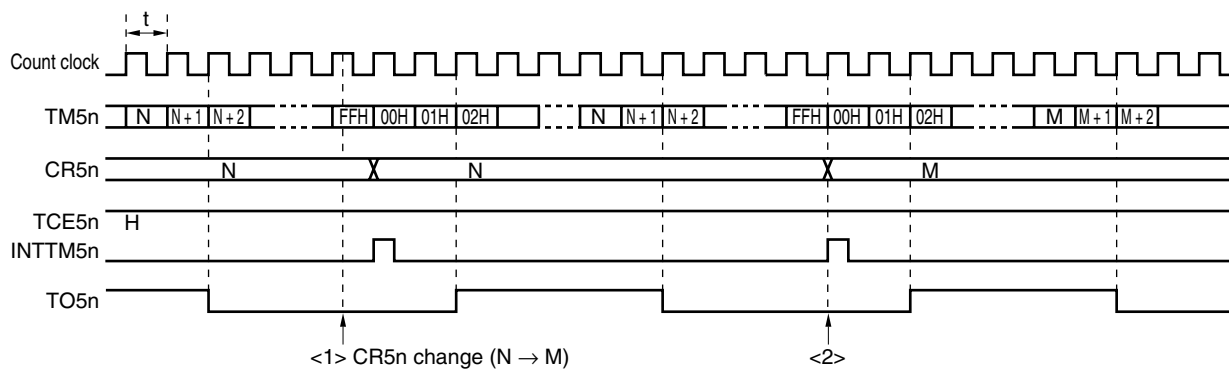 t
Count clock
TM5n N N + 1 N + 2 FFH 00H 01H 02H N N + 1 N + 2 FFH 00H 01H 02H M M + 1 M + 2
CR5n N N M
TCE5n H
INTTM5n
TO5n
<1> CR5n change (N → M) <2>